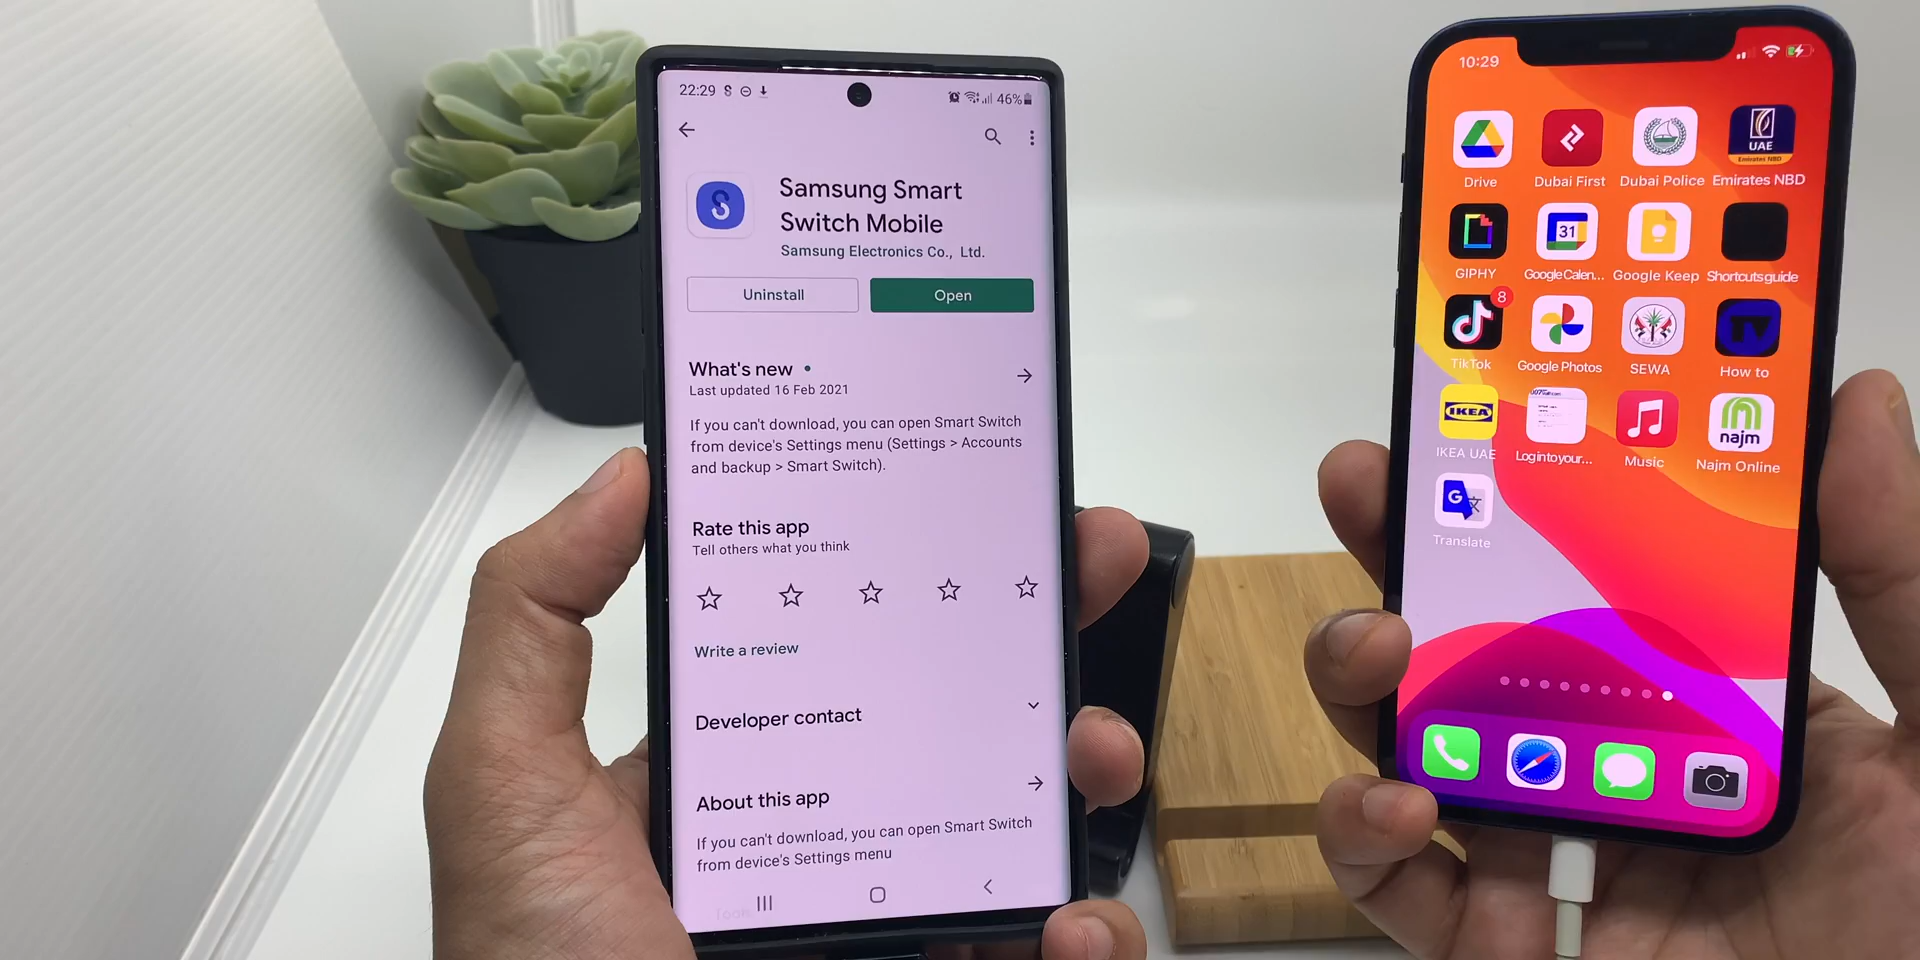 22:29
46%
Samsung Smart
Switch Mobile
Samsung Electronics Co., Ltd.
Uninstall
Open
What's new
Last updated 16 Feb 2021
If you can't download, you can open Smart Switch
from device's Settings menu (Settings > Accounts
and backup > Smart Switch).
Rate this app
Tell others what you think
Write a review
Developer contact
About this app
If you can't download, you can open Smart Switch
from device's Settings menu
Tools
10:29
UAE
Emirates NBD
Drive
Dubai First
Dubai Police
Emirates NBD
31
GIPHY
Google Calen...
Google Keep
Shortcuts guide
8
TV
TikTok
Google Photos
SEWA
How to
IKEA
najm
IKEA UAE
Log into your...
Music
Najm Online
G
文
Translate